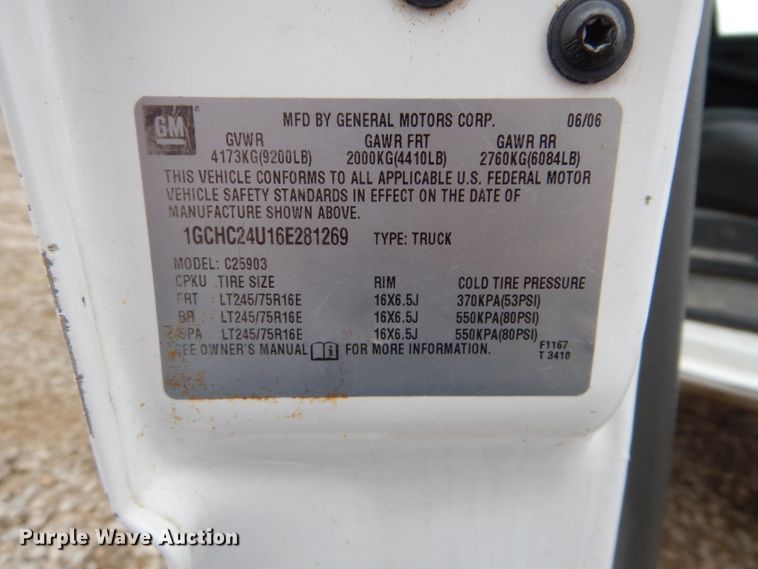 GM
MFD BY GENERAL MOTORS CORP. 06/06
GVWR GAWR FRT GAWR RR
4173KG(9200LB) 2000KG(4410LB) 2760KG(6084LB)
THIS VEHICLE CONFORMS TO ALL APPLICABLE U.S. FEDERAL MOTOR
VEHICLE SAFETY STANDARDS IN EFFECT ON THE DATE OF
MANUFACTURE SHOWN ABOVE.
1GCHC24U16E281269 TYPE: TRUCK
MODEL: C25903
CPKU TIRE SIZE RIM COLD TIRE PRESSURE
FRT LT245/75R16E 16X6.5J 370KPA(53PSI)
RR LT245/75R16E 16X6.5J 550KPA(80PSI)
SPA LT245/75R16E 16X6.5J 550KPA(80PSI)
SEE OWNER'S MANUAL FOR MORE INFORMATION. F1167
T 3410
Purple Wave Auction